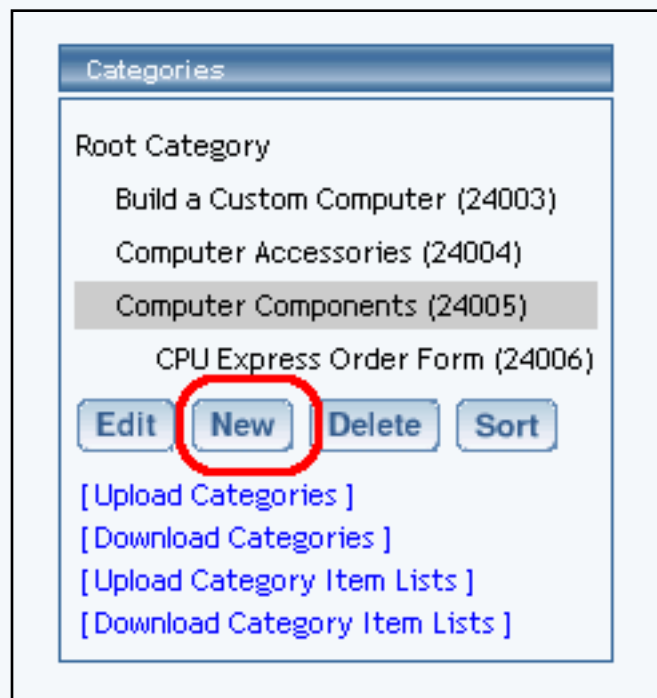 Categories
Root Category
Build a Custom Computer (24003)
Computer Accessories (24004)
Computer Components (24005)
CPU Express Order Form (24006)
Edit New Delete Sort
[ Upload Categories ]
[ Download Categories ]
[ Upload Category Item Lists ]
[ Download Category Item Lists ]